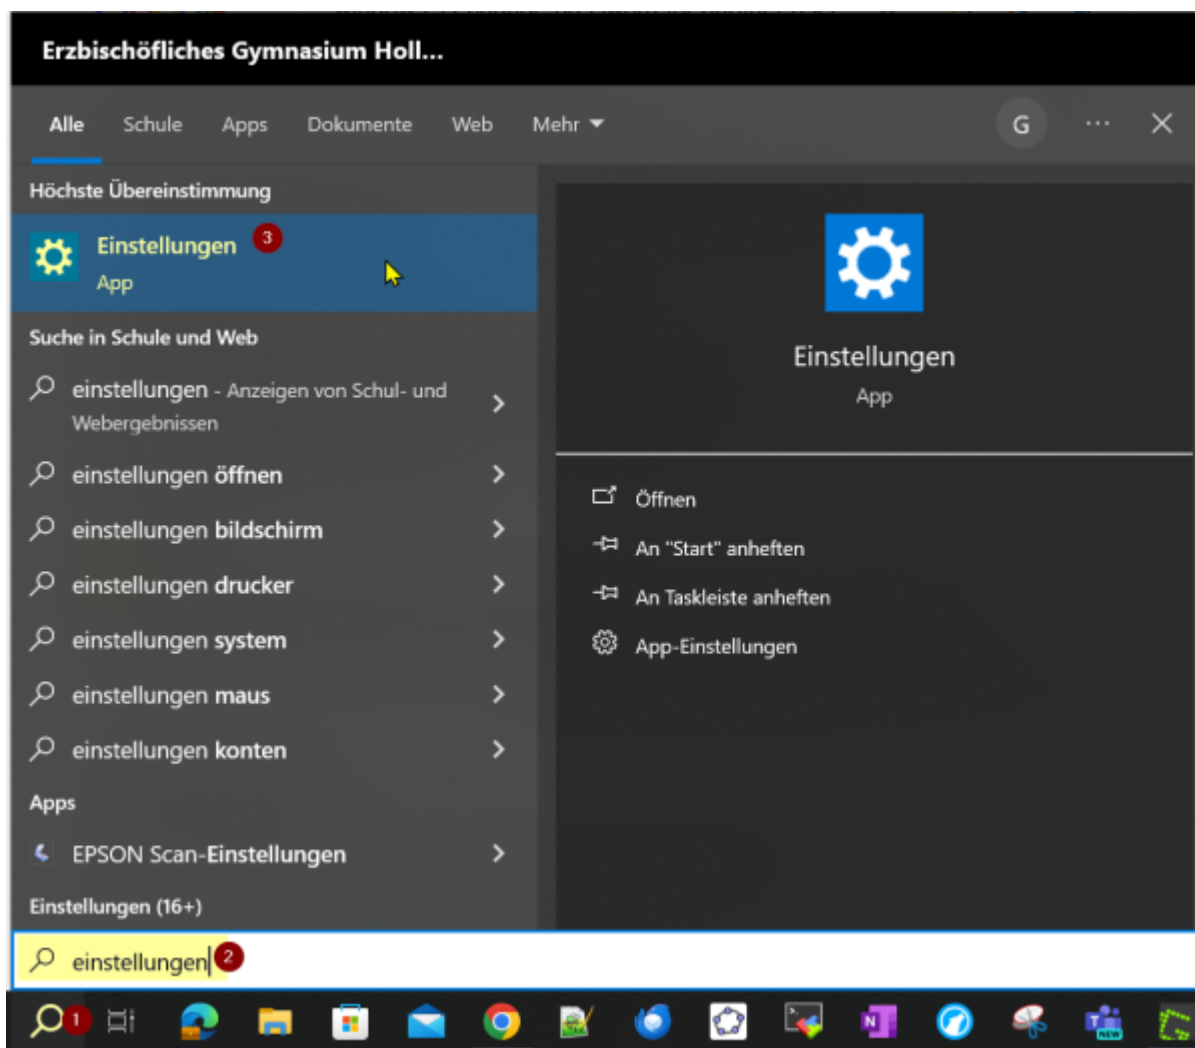 Erzbischöfliches Gymnasium Holl...
Alle Schule Apps Dokumente Web Mehr G ...
Höchste Übereinstimmung
Einstellungen 3
App
Suche in Schule und Web
einstellungen - Anzeigen von Schul- und
Webergebnissen
einstellungen öffnen
einstellungen bildschirm
einstellungen drucker
einstellungen system
einstellungen maus
einstellungen konten
Apps
EPSON Scan-Einstellungen
Einstellungen (16+)
Einstellungen
App
Öffnen
An "Start" anheften
An Taskleiste anheften
App-Einstellungen
einstellungen 2
1 N T NEW